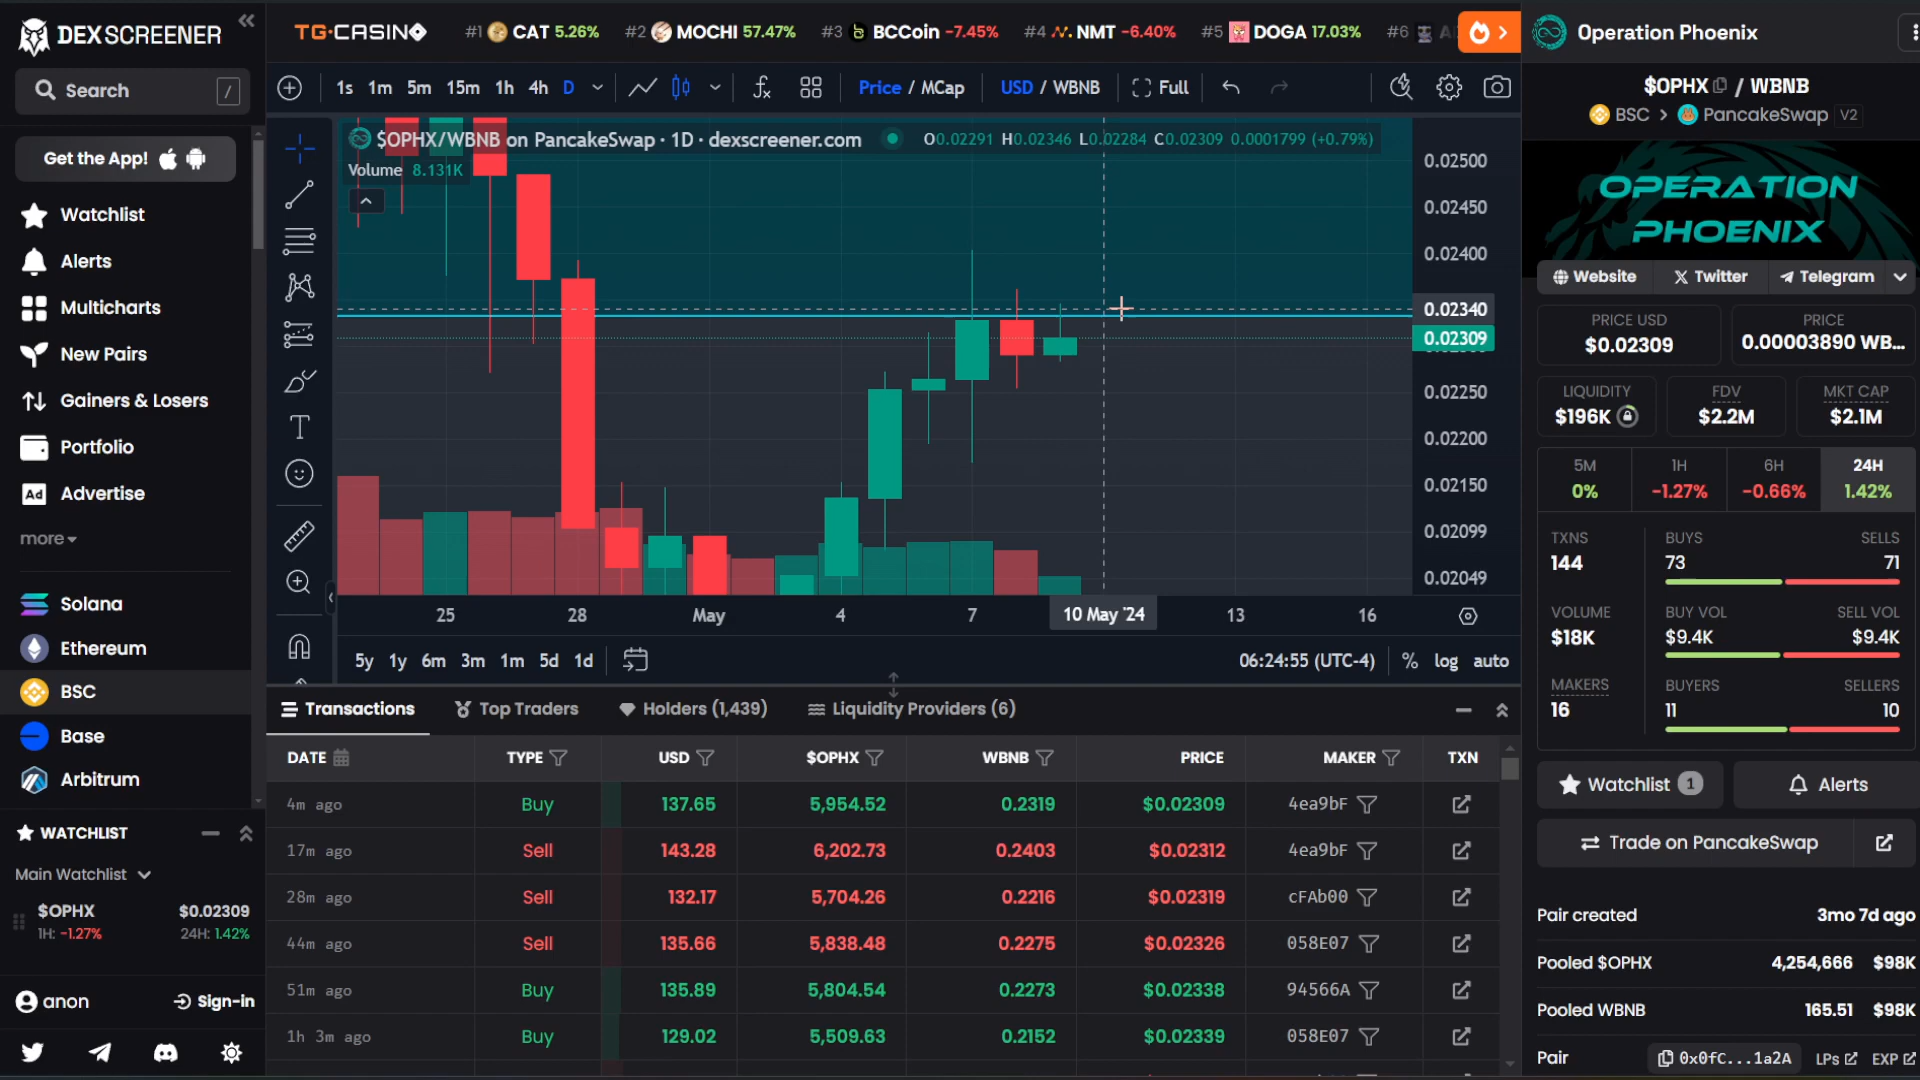 DEX SCREENER
Search /
Get the App!
Watchlist
Alerts
Multicharts
New Pairs
Gainers & Losers
Portfolio
Ad Advertise
more
Solana
Ethereum
BSC
Base
Arbitrum
WATCHLIST
Main Watchlist
$OPHX $0.02309
1H: -1.27% 24H: 1.42%
anon Sign-in
TG.CASINO #1 CAT 5.26% #2 MOCHI 57.47% #3 BCCoin -7.45% #4 NMT -6.40% #5 DOGA 17.03% #6
1s 1m 5m 15m 1h 4h D Price / MCap USD / WBNB Full
$OPHX/WBNB on PancakeSwap · 1D · dexscreener.com O0.02291 H0.02346 L0.02284 C0.02309 0.0001799 (+0.79%)
Volume 8.131K
0.02500
0.02450
0.02400
0.02340
0.02309
0.02250
0.02200
0.02150
0.02099
0.02049
25 28 May 4 7 10 May '24 13 16
5y 1y 6m 3m 1m 5d 1d 06:24:55 (UTC-4) % log auto
Transactions Top Traders Holders (1,439) Liquidity Providers (6)
DATE TYPE USD $OPHX WBNB PRICE MAKER TXN
4m ago Buy 137.65 5,954.52 0.2319 $0.02309 4ea9bF
17m ago Sell 143.28 6,202.73 0.2403 $0.02312 4ea9bF
28m ago Sell 132.17 5,704.26 0.2216 $0.02319 cFAb00
44m ago Sell 135.66 5,838.48 0.2275 $0.02326 058E07
51m ago Buy 135.89 5,804.54 0.2273 $0.02338 94566A
1h 3m ago Buy 129.02 5,509.63 0.2152 $0.02339 058E07
Operation Phoenix
$OPHX / WBNB
BSC > PancakeSwap V2
OPERATION
PHOENIX
Website Twitter Telegram
PRICE USD PRICE
$0.02309 0.00003890 WB...
LIQUIDITY FDV MKT CAP
$196K $2.2M $2.1M
5M 1H 6H 24H
0% -1.27% -0.66% 1.42%
TXNS BUYS SELLS
144 73 71
VOLUME BUY VOL SELL VOL
$18K $9.4K $9.4K
MAKERS BUYERS SELLERS
16 11 10
Watchlist 1 Alerts
Trade on PancakeSwap
Pair created 3mo 7d ago
Pooled $OPHX 4,254,666 $98K
Pooled WBNB 165.51 $98K
Pair 0x0fC...1a2A LPs EXP